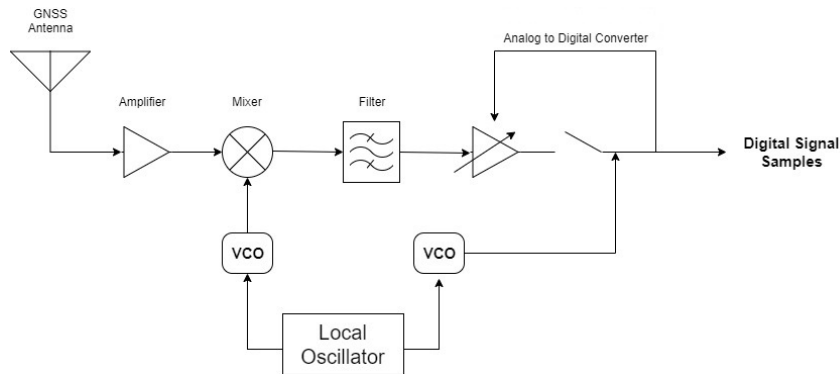 GNSS
Antenna
Analog to Digital Converter
Amplifier
Mixer
Filter
Digital Signal
Samples
VCO
VCO
Local
Oscillator